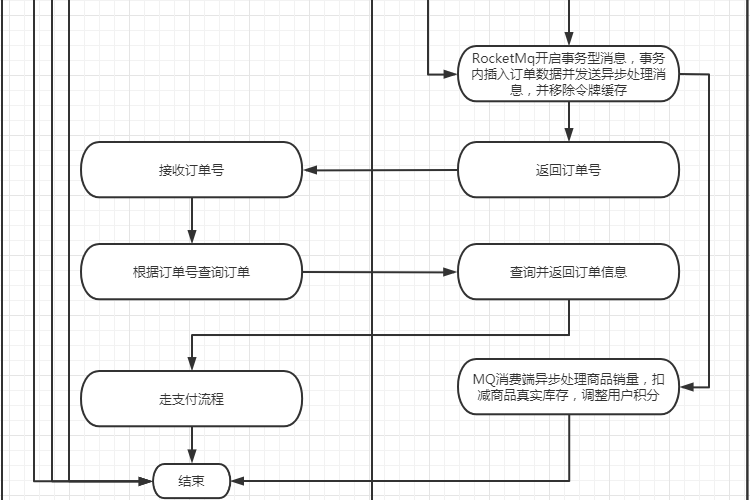 RocketMq开启事务型消息，事务
内插入订单数据并发送异步处理消
息，并移除令牌缓存
接收订单号
返回订单号
根据订单号查询订单
查询并返回订单信息
走支付流程
MQ消费端异步处理商品销量，扣
减商品真实库存，调整用户积分
结束